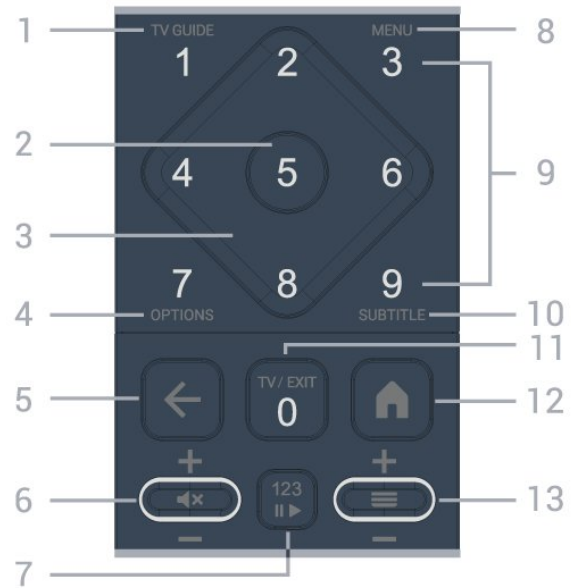 1 TV GUIDE MENU 8
1 2 3
2 9
4 5 6
3
7 8 9
4 OPTIONS SUBTITLE 10
11
5 TV / EXIT 12
0
+ +
6 123 13
- -
7